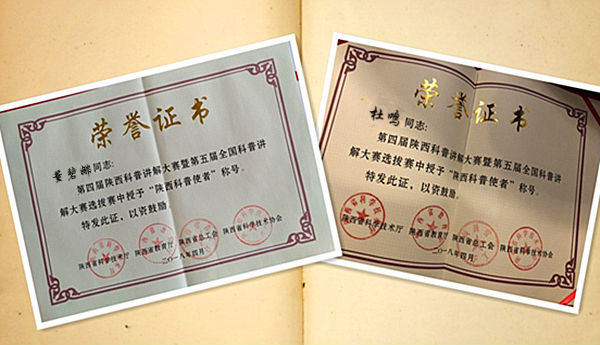 荣誉证书
董碧娜同志:
第四届陕西科普讲解大赛暨第五届全国科普讲
解大赛选拔赛中授予“陕西科普使者”称号。
特发此证，以资鼓励。
陕西省科学技术厅 陕西省教育厅 陕西省总工会 陕西省科学技术协会
二〇一八年四月
荣誉证书
杜鸣同志:
第四届陕西科普讲解大赛暨第五届全国科普讲
解大赛选拔赛中授予“陕西科普使者”称号。
特发此证，以资鼓励。
陕西省科学技术厅 陕西省教育厅 陕西省总工会 陕西省科学技术协会
二〇一八年四月